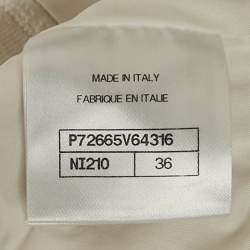 MADE IN ITALY
FABRIQUE EN ITALIE
P72665V64316
NI210 36